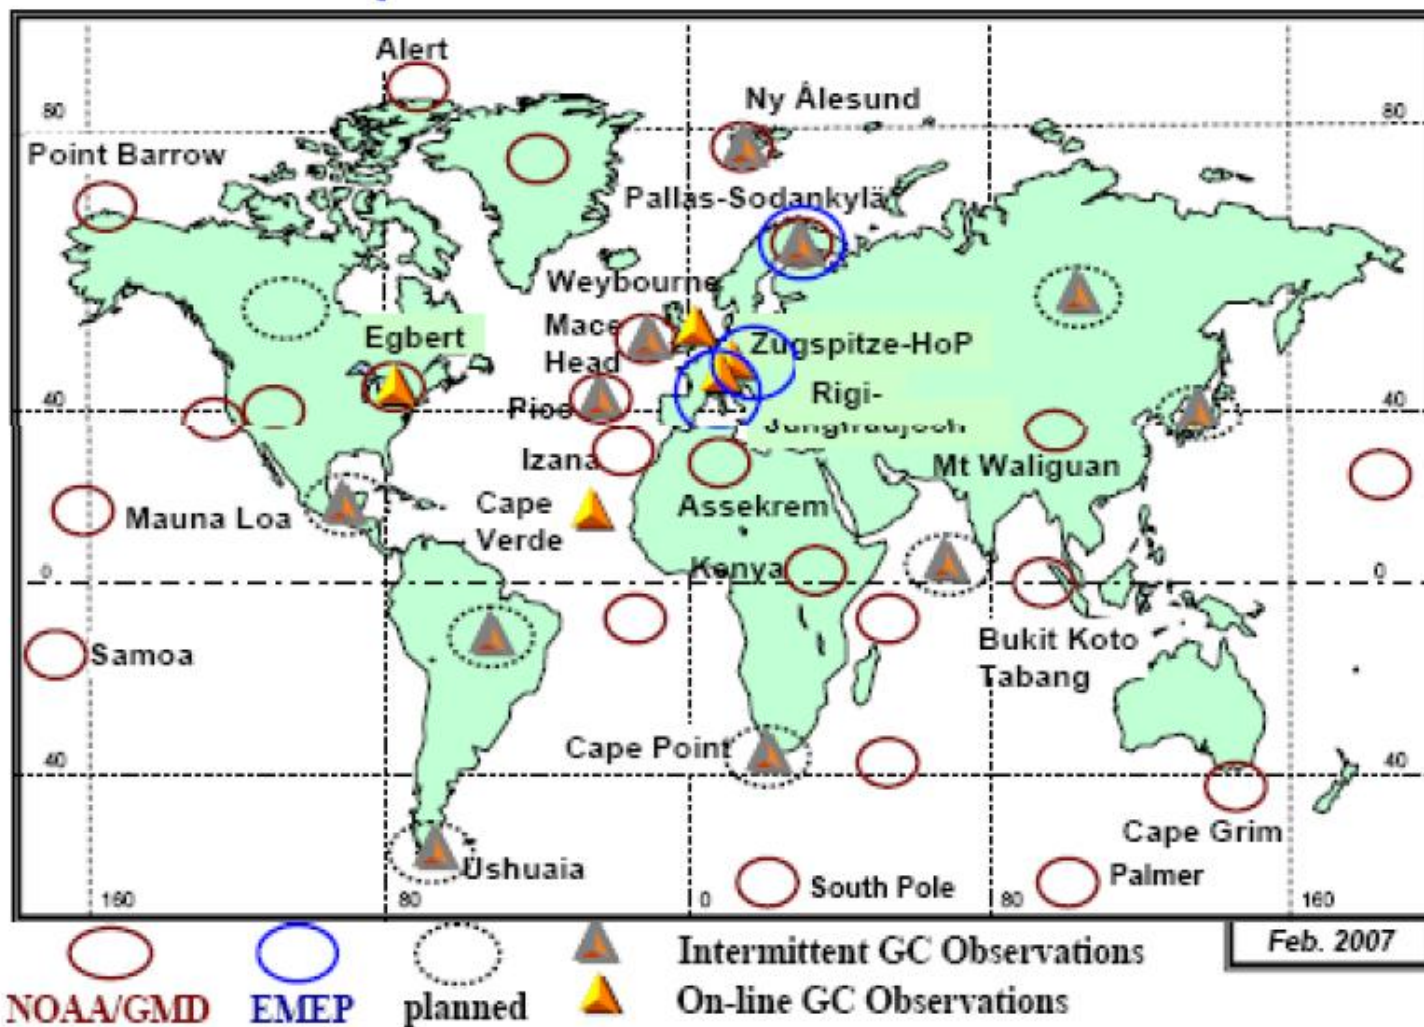 Alert
80
Ny Ålesund
80
Point Barrow
Pallas-Sodankylä
Weybourne
Mace
Head
Egbert
Zugspitze-HoP
Rigi-
Jungfraujoch
40
Pico
40
Izana
Mt Waliguan
Mauna Loa
Cape
Verde
Assekrem
0
Kenya
0
Samoa
Bukit Koto
Tabang
40
Cape Point
40
Cape Grim
Ushuaia
South Pole
Palmer
160
80
0
80
160
Intermittent GC Observations
Feb. 2007
NOAA/GMD
EMEP
planned
On-line GC Observations